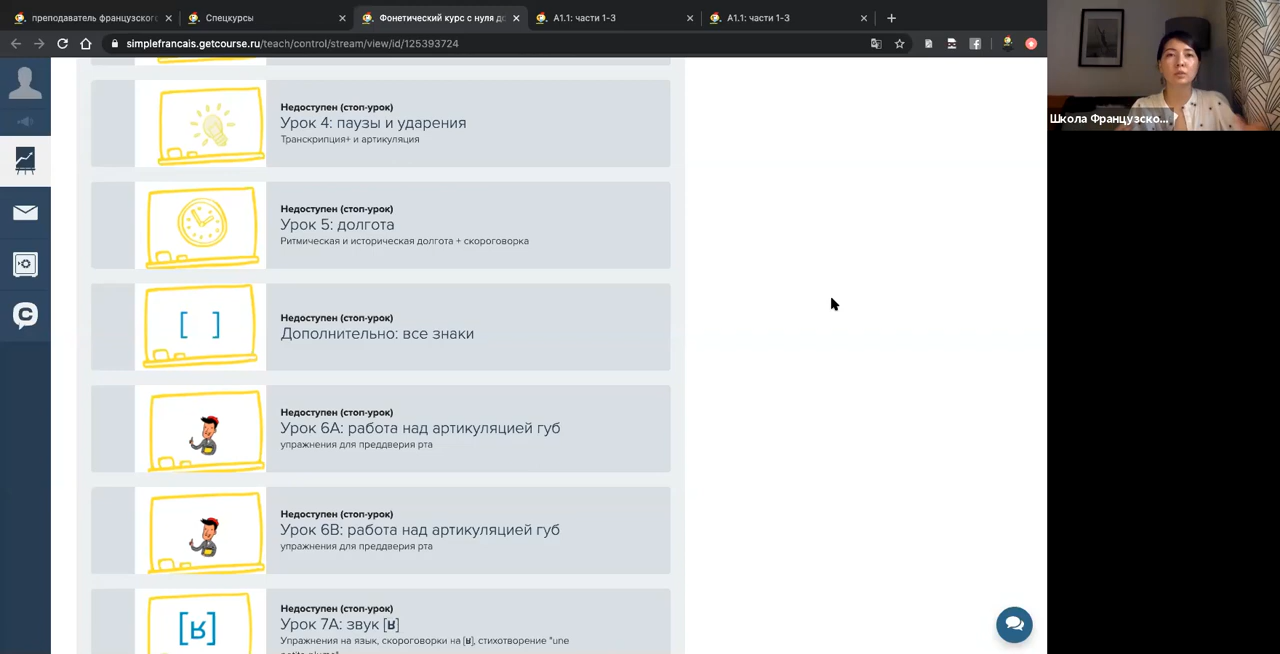 преподаватель французского
Спецкурсы
Фонетический курс с нуля до
A1.1: части 1-3
A1.1: части 1-3
simplefrancais.getcourse.ru/teach/control/stream/view/id/125393724
Школа Французско...
Недоступен (стоп-урок)
Урок 4: паузы и ударения
Транскрипция+ и артикуляция
Недоступен (стоп-урок)
Урок 5: долгота
Ритмическая и историческая долгота + скороговорка
[ ]
Недоступен (стоп-урок)
Дополнительно: все знаки
Недоступен (стоп-урок)
Урок 6А: работа над артикуляцией губ
упражнения для преддверия рта
Недоступен (стоп-урок)
Урок 6В: работа над артикуляцией губ
упражнения для преддверия рта
[ʁ]
Недоступен (стоп-урок)
Урок 7А: звук [ʁ]
Упражнения на язык, скороговорки на [ʁ], стихотворение "une